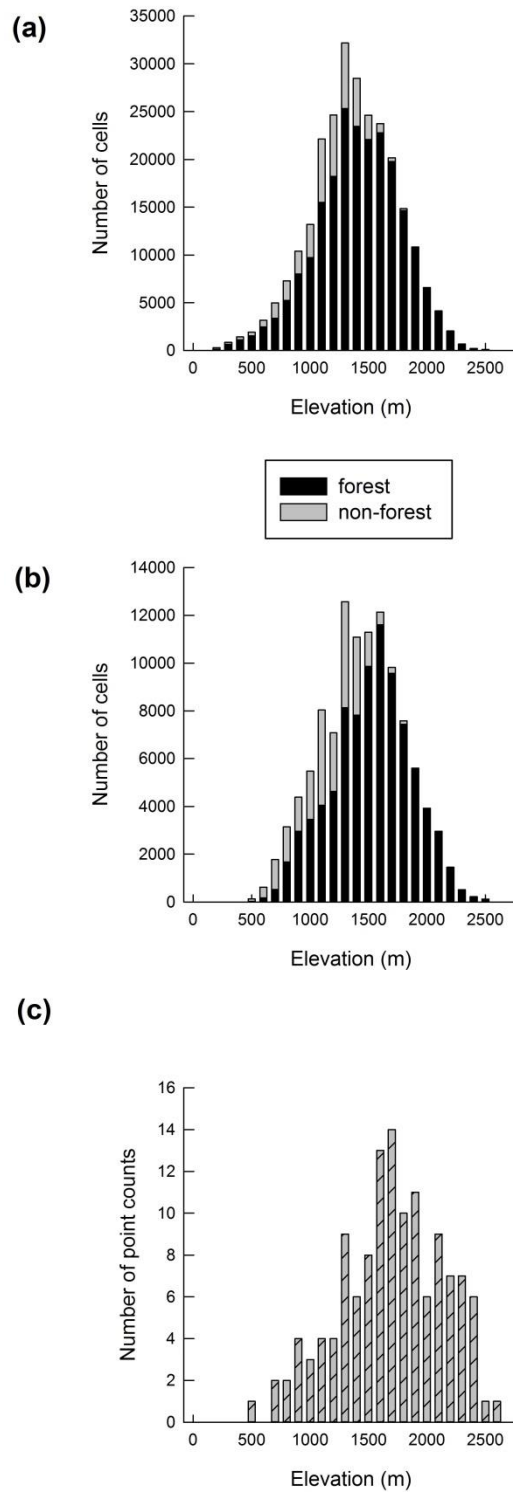 (a)
Number of cells
35000
30000
25000
20000
15000
10000
5000
0
0 500 1000 1500 2000 2500
Elevation (m)
forest
non-forest
(b)
Number of cells
14000
12000
10000
8000
6000
4000
2000
0
0 500 1000 1500 2000 2500
Elevation (m)
(c)
Number of point counts
16
14
12
10
8
6
4
2
0
0 500 1000 1500 2000 2500
Elevation (m)